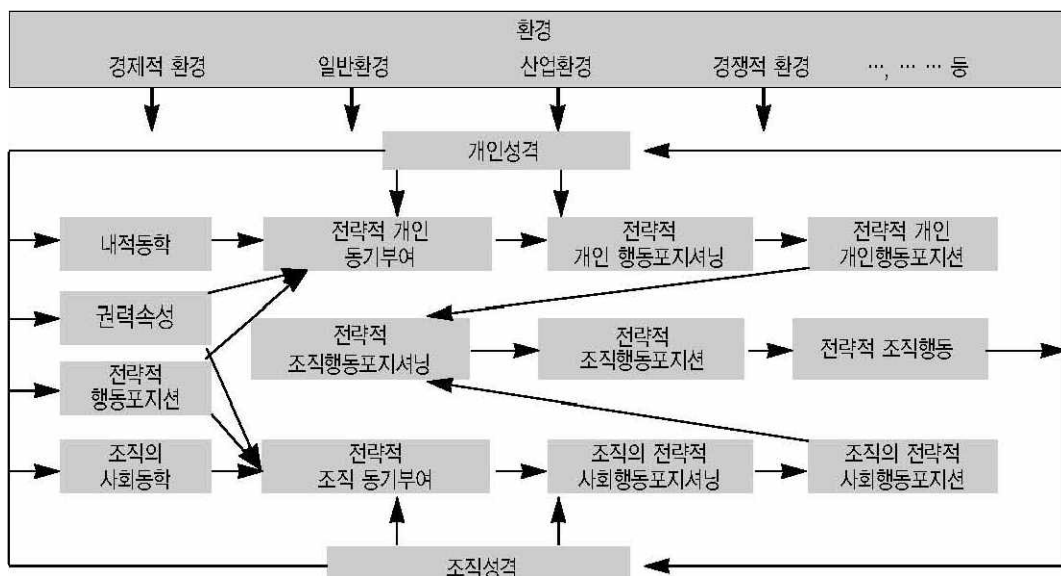 환경
경제적 환경 일반환경 산업환경 경쟁적 환경 …, … … 등
개인성격
내적동학
전략적 개인
동기부여
전략적
개인 행동포지셔닝
전략적 개인
개인행동포지션
권력속성
전략적
조직행동포지셔닝
전략적
조직행동포지션
전략적 조직행동
전략적
행동포지션
조직의
사회동학
전략적
조직 동기부여
조직의 전략적
사회행동포지셔닝
조직의 전략적
사회행동포지션
조직성격